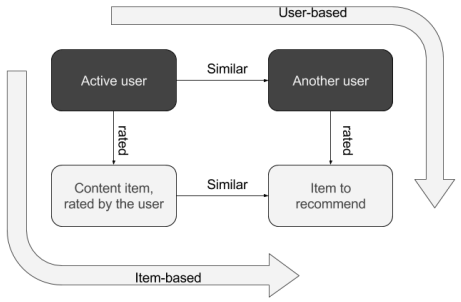 User-based
Active user
Similar
Another user
rated
rated
Content item,
rated by the user
Similar
Item to
recommend
Item-based